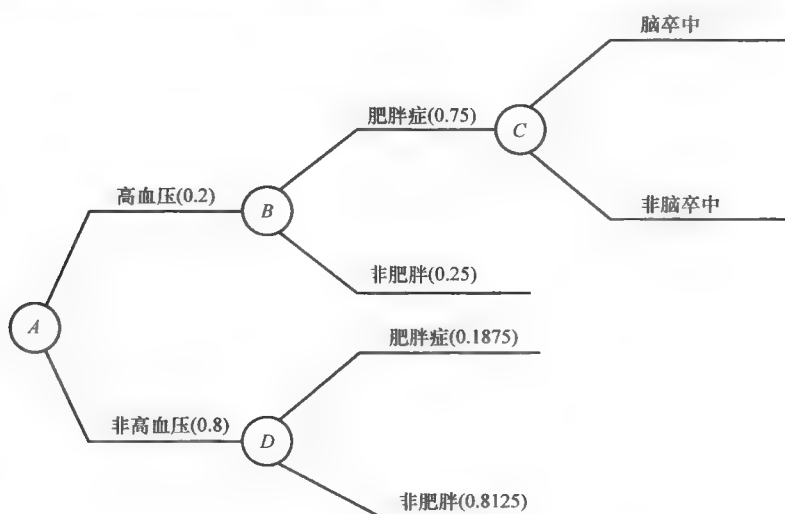 脑卒中
肥胖症(0.75)
C
高血压(0.2)
B
非脑卒中
非肥胖(0.25)
A
肥胖症(0.1875)
非高血压(0.8)
D
非肥胖(0.8125)